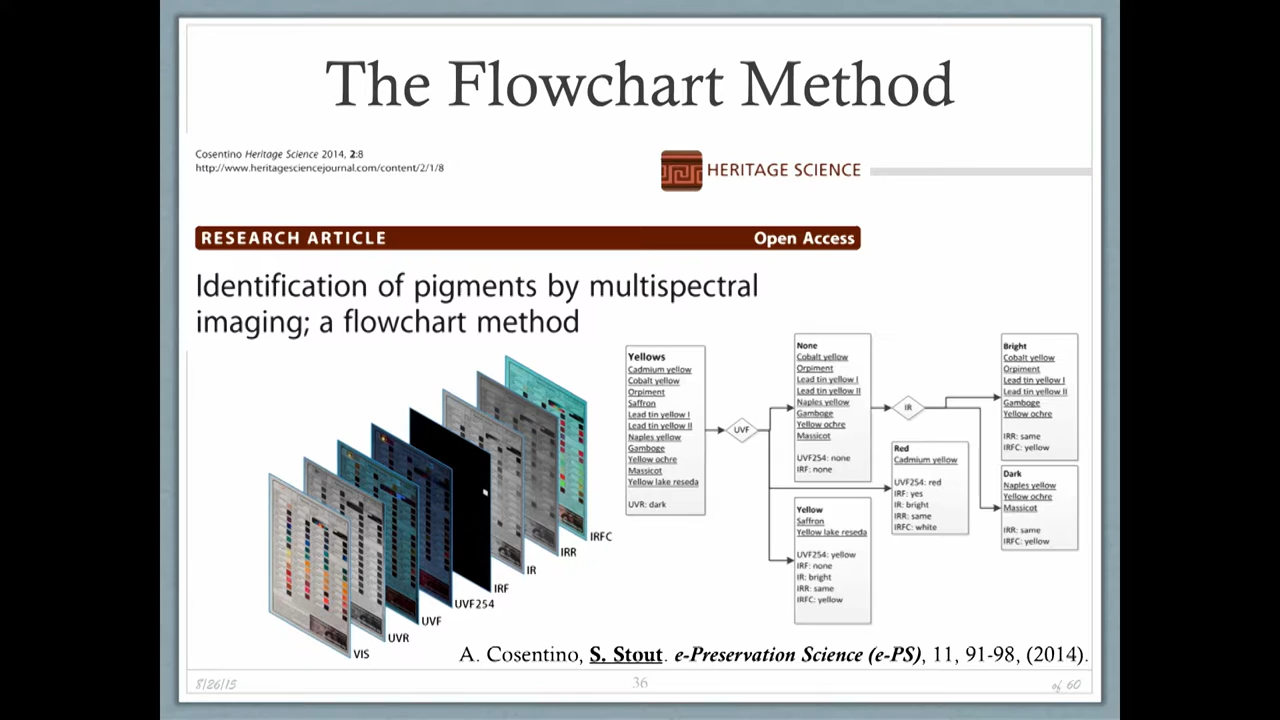 The Flowchart Method
Cosentino Heritage Science 2014, 2:8
http://www.heritagesciencejournal.com/content/2/1/8
HERITAGE SCIENCE
RESEARCH ARTICLE
Open Access
Identification of pigments by multispectral
imaging; a flowchart method
VIS
UVR
UVF
UVF254
IRF
IR
IRR
IRFC
Yellows
Cadmium yellow
Cobalt yellow
Orpiment
Saffron
Lead tin yellow I
Lead tin yellow II
Naples yellow
Gamboge
Yellow ochre
Massicot
Yellow lake reseda
UVR: dark
UVF
None
Cobalt yellow
Orpiment
Lead tin yellow I
Lead tin yellow II
Naples yellow
Gamboge
Yellow ochre
Massicot
UVF254: none
IRF: none
Yellow
Saffron
Yellow lake reseda
UVF254: yellow
IRF: none
IR: bright
IRR: same
IRFC: yellow
IR
Red
Cadmium yellow
UVF254: red
IRF: yes
IR: bright
IRR: same
IRFC: white
Bright
Cobalt yellow
Orpiment
Lead tin yellow I
Lead tin yellow II
Gamboge
Yellow ochre
IRR: same
IRFC: yellow
Dark
Naples yellow
Yellow ochre
Massicot
IRR: same
IRFC: yellow
A. Cosentino, S. Stout. e-Preservation Science (e-PS), 11, 91-98, (2014).
8/26/15
36
of 60